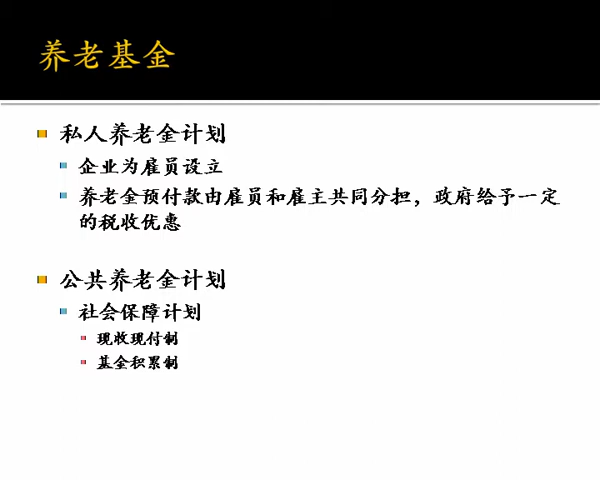 养老基金
私人养老金计划
企业为雇员设立
养老金预付款由雇员和雇主共同分担，政府给予一定
的税收优惠
公共养老金计划
社会保障计划
现收现付制
基金积累制